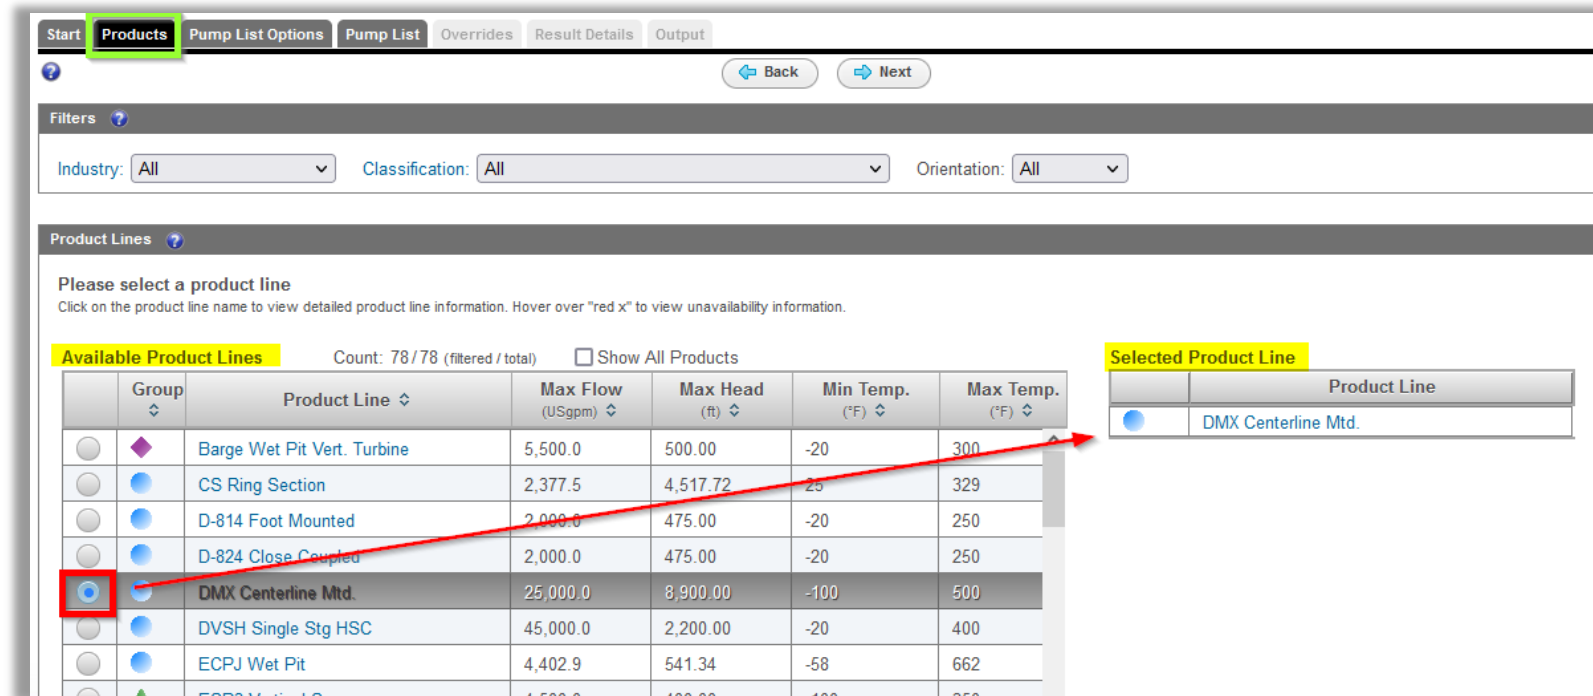 Start Products Pump List Options Pump List Overrides Result Details Output
Back Next
Filters
Industry: All Classification: All Orientation: All
Product Lines
Please select a product line
Click on the product line name to view detailed product line information. Hover over "red x" to view unavailability information.
Available Product Lines Count: 78 / 78 (filtered / total) Show All Products Selected Product Line
Group Product Line Max Flow (USgpm) Max Head (ft) Min Temp. (°F) Max Temp. (°F) Product Line
DMX Centerline Mtd.
Barge Wet Pit Vert. Turbine 5,500.0 500.00 -20 300
CS Ring Section 2,377.5 4,517.72 25 329
D-814 Foot Mounted 2,000.0 475.00 -20 250
D-824 Close Coupled 2,000.0 475.00 -20 250
DMX Centerline Mtd. 25,000.0 8,900.00 -100 500
DVSH Single Stg HSC 45,000.0 2,200.00 -20 400
ECPJ Wet Pit 4,402.9 541.34 -58 662